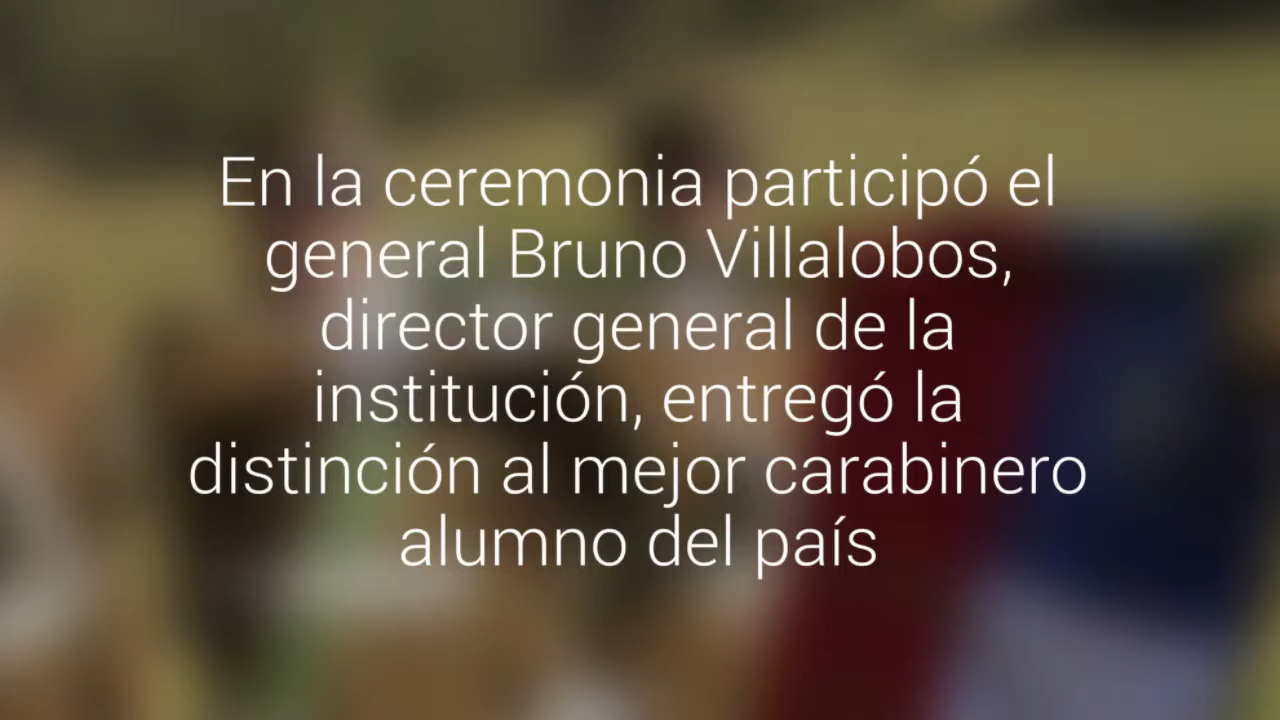 En la ceremonia participó el
general Bruno Villalobos,
director general de la
institución, entregó la
distinción al mejor carabinero
alumno del país